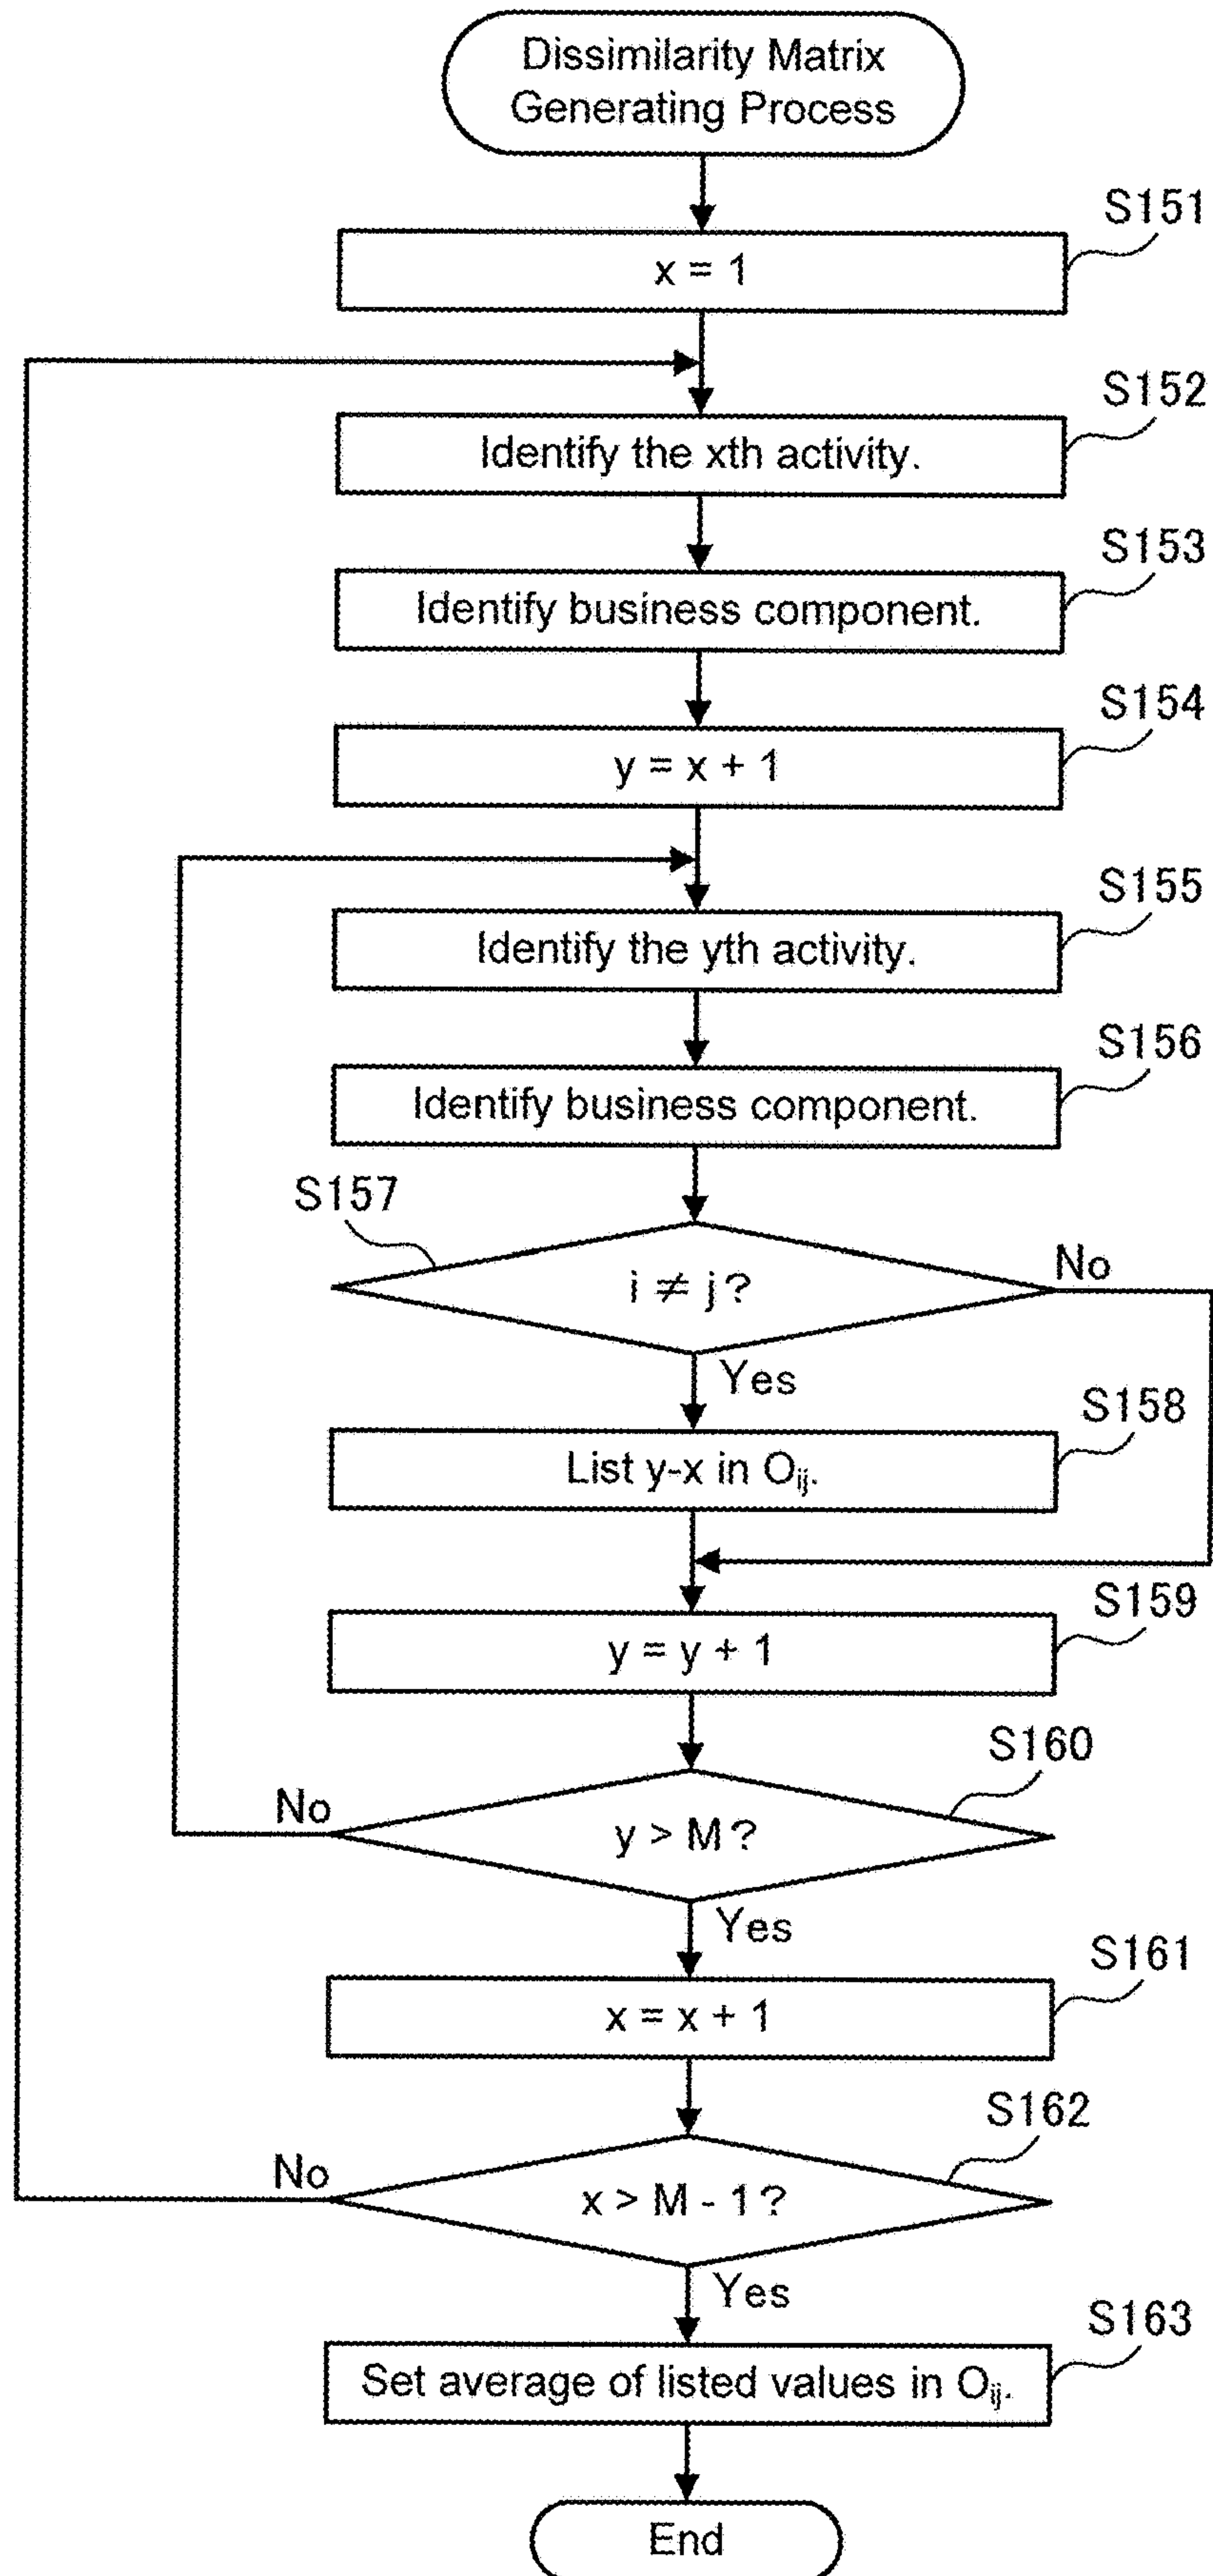 Dissimilarity Matrix
Generating Process
S151
x = 1
S152
Identify the xth activity.
S153
Identify business component.
S154
y = x + 1
S155
Identify the yth activity.
S156
Identify business component.
S157
i ≠ j?
No
Yes
S158
List y-x in Oij.
S159
y = y + 1
S160
No
y > M?
Yes
S161
x = x + 1
S162
No
x > M - 1?
Yes
S163
Set average of listed values in Oij.
End